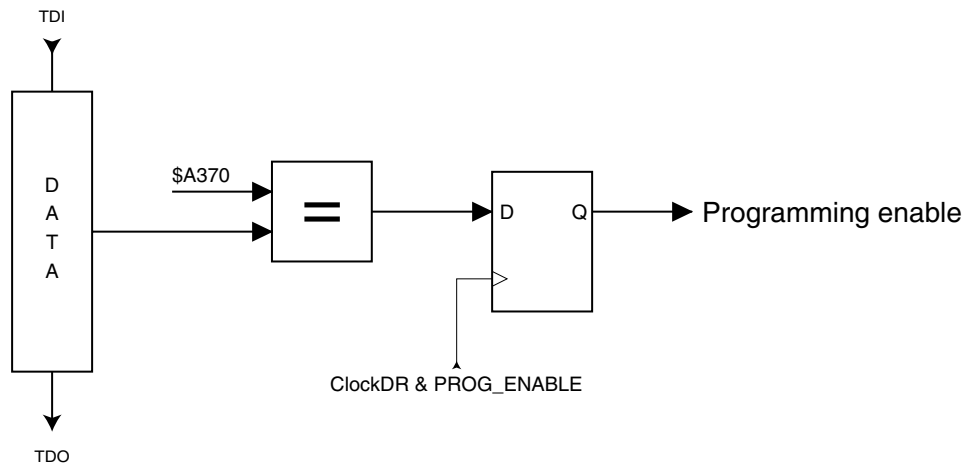 TDI
D
A
T
A
$A370
=
D Q
Programming enable
ClockDR & PROG_ENABLE
TDO